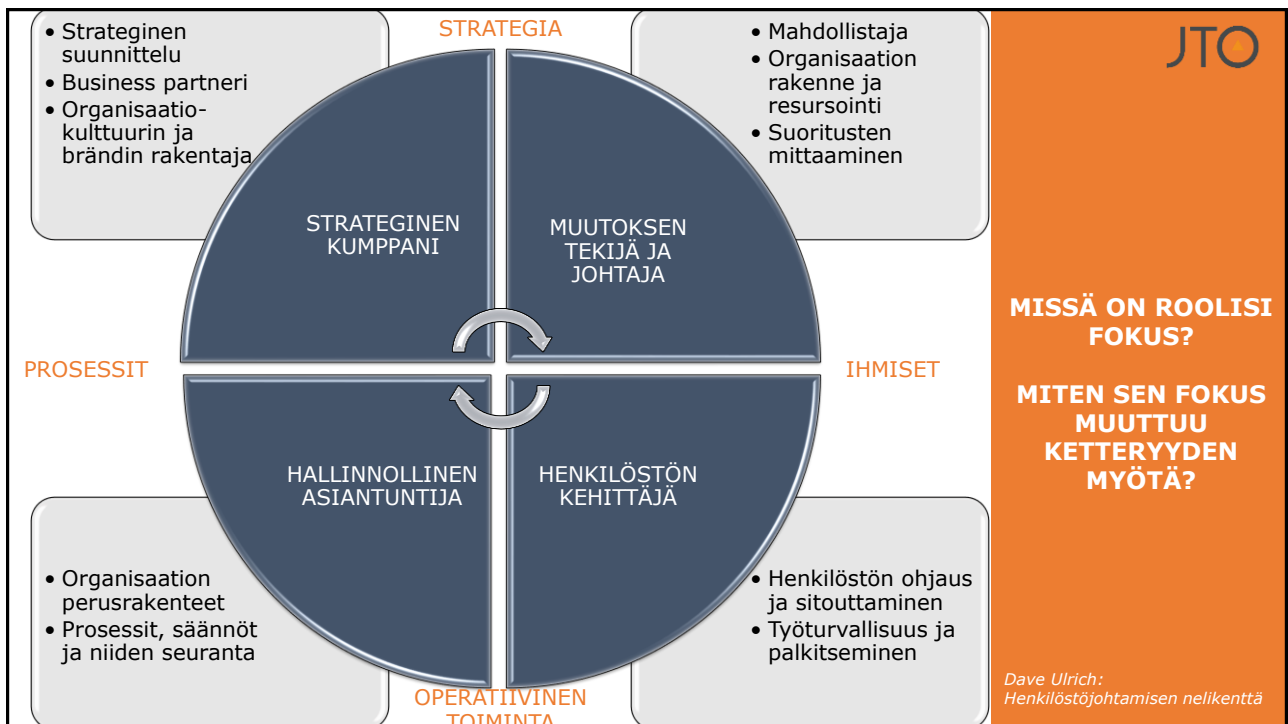 • Strateginen
suunnittelu
• Business partneri
• Organisaatio-
kulttuurin ja
brändin rakentaja
STRATEGIA
• Mahdollistaja
• Organisaation
rakenne ja
resursointi
• Suoritusten
mittaaminen
STRATEGINEN
KUMPPANI
MUUTOKSEN
TEKIJÄ JA
JOHTAJA
PROSESSIT
IHMISET
HALLINNOLLINEN
ASIANTUNTIJA
HENKILÖSTÖN
KEHITTÄJÄ
• Organisaation
perusrakenteet
• Prosessit, säännöt
ja niiden seuranta
• Henkilöstön ohjaus
ja sitouttaminen
• Työturvallisuus ja
palkitseminen
OPERATIIVINEN
TOIMINTA
JTO
MISSÄ ON ROOLISI
FOKUS?
MITEN SEN FOKUS
MUUTTUU
KETTERYYDEN
MYÖTÄ?
Dave Ulrich:
Henkilöstöjohtamisen nelikenttä